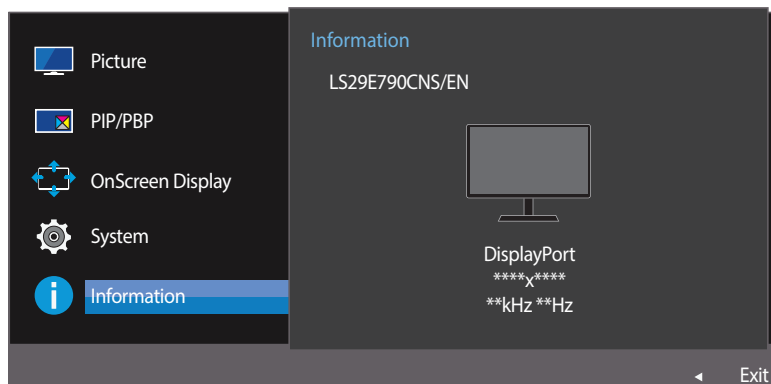 Picture
PIP/PBP
OnScreen Display
System
Information
Information
LS29E790CNS/EN
DisplayPort
****x****
**kHz **Hz
Exit